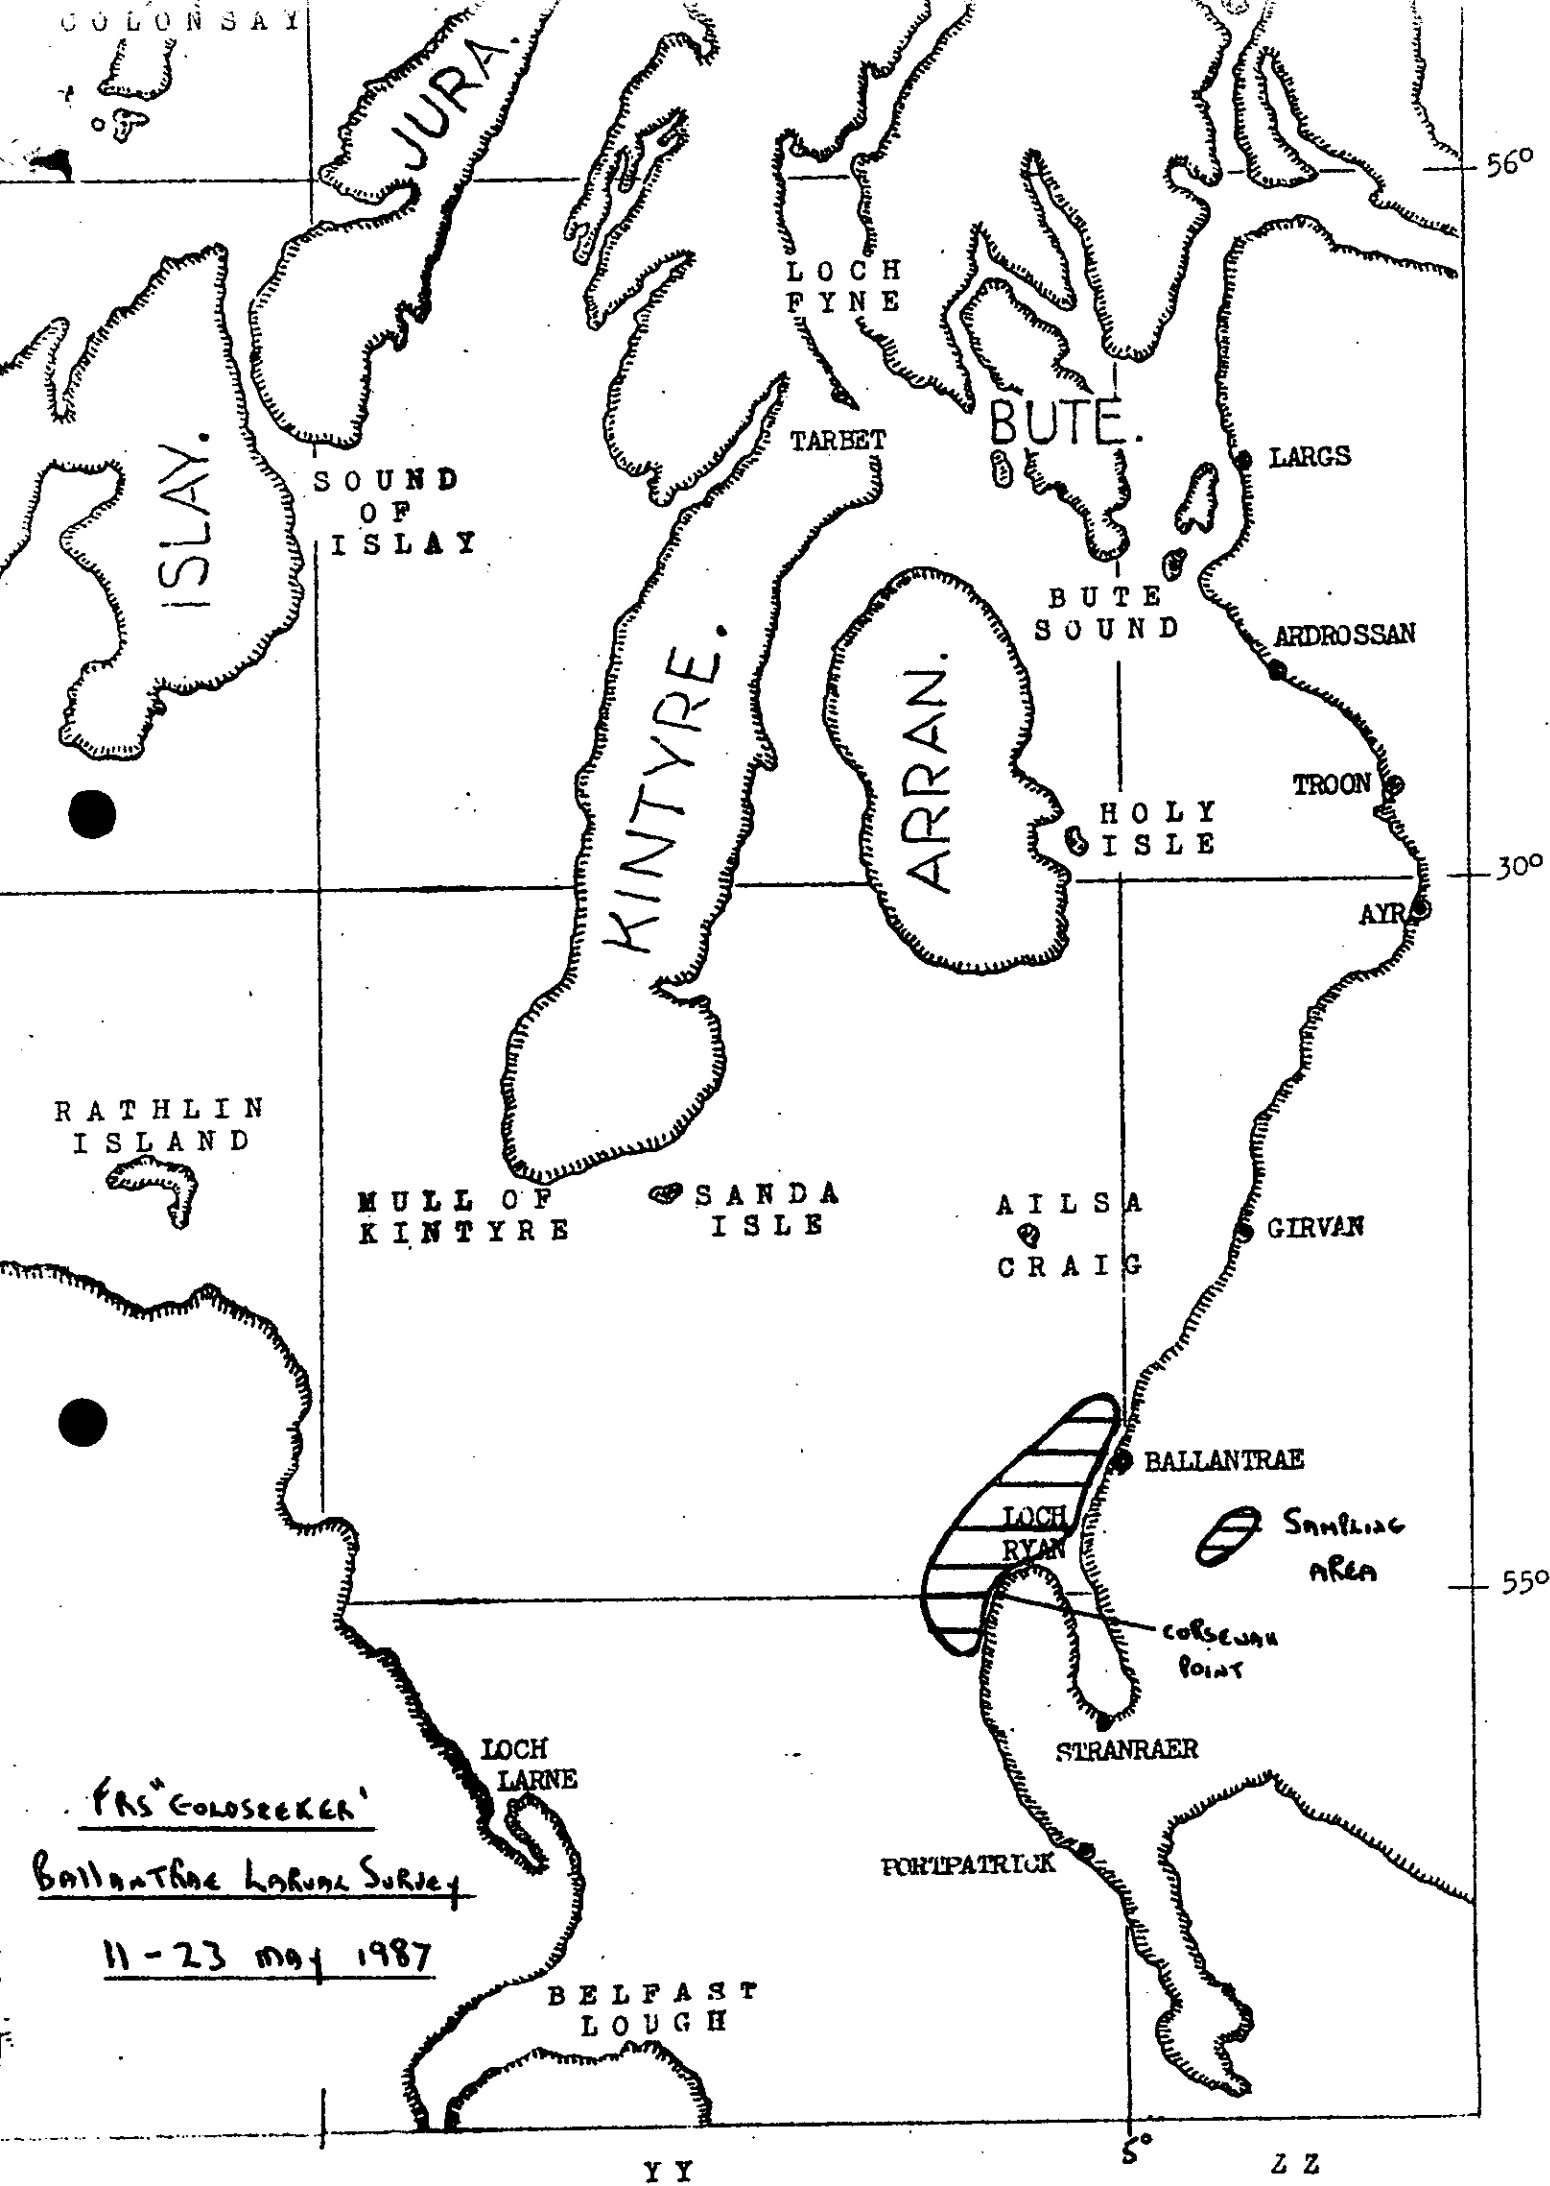 COLONSAY
JURA.
56°
LOCH
FYNE
TARBET
BUTE.
LARGS
ISLAY.
SOUND
OF
ISLAY
BUTE
SOUND
ARDROSSAN
KINTYRE.
ARRAN.
TROON
HOLY
ISLE
30°
AYR
RATHLIN
ISLAND
MULL OF
KINTYRE
SANDA
ISLE
AILSA
CRAIG
GIRVAN
BALLANTRAE
LOCH
RYAN
SAMPLING
AREA
55°
CORSEWAH
POINT
STRANRAER
LOCH
LARNE
FRS "GOLDSEEKER'
BALLANTRAE LARVAL SURVEY
PORTPATRICK
11 - 23 MAY 1987
BELFAST
LOUGH
5°
YY
ZZ